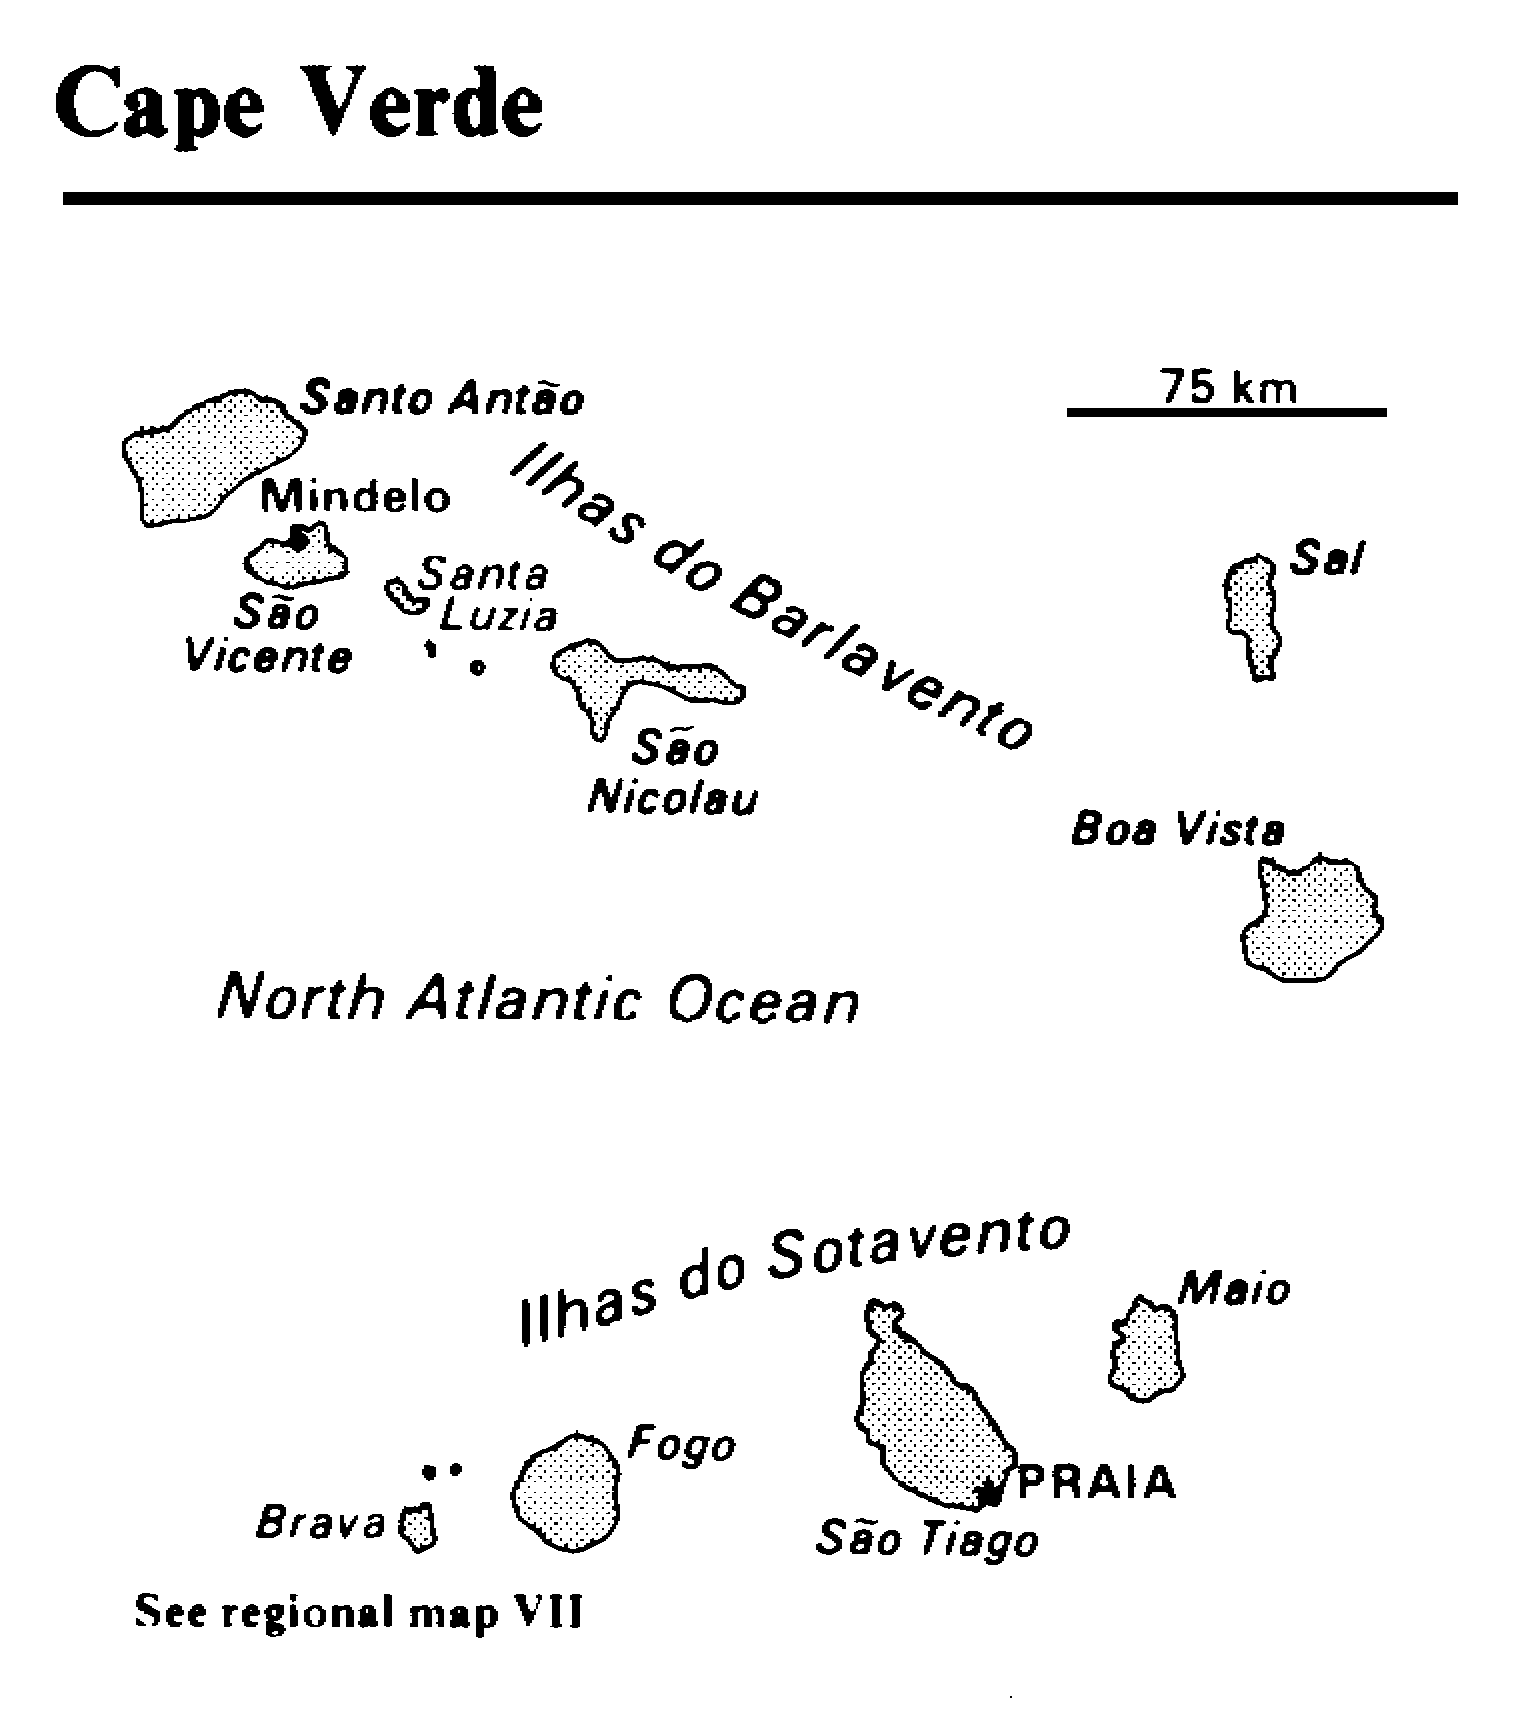 Cape Verde
75 km
Santo Antão
Mindelo
Ilhas do Barlavento
Sal
Santa
Luzia
São
Vicente
São
Nicolau
Boa Vista
North Atlantic Ocean
Ilhas do Sotavento
Maio
Fogo
PRAIA
Brava
São Tiago
See regional map VII